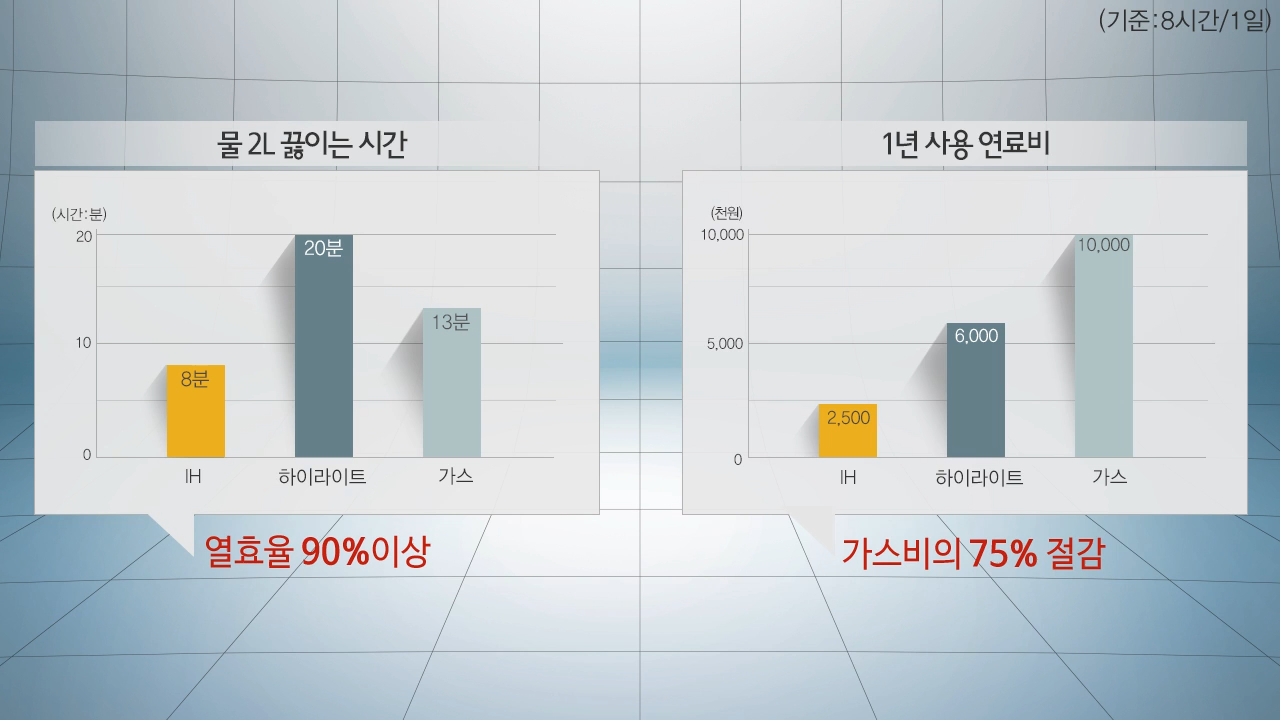 (기준:8시간/1일)
물 2L 끓이는 시간
(시간:분)
20
10
0
8분
20분
13분
IH
하이라이트
가스
열효율 90%이상
1년 사용 연료비
(천원)
10,000
5,000
0
2,500
6,000
10,000
IH
하이라이트
가스
가스비의 75% 절감